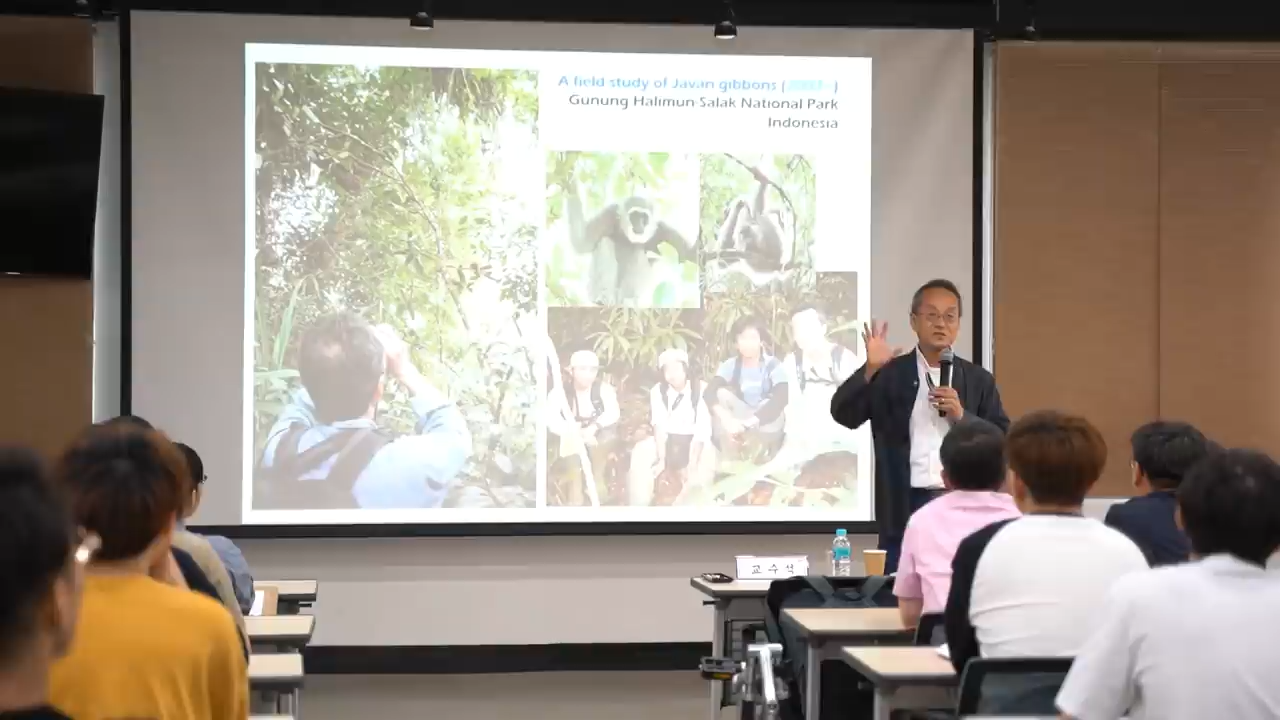 A field study of Javan gibbons (
Gunung Halimun-Salak National Park
Indonesia
교 수 석